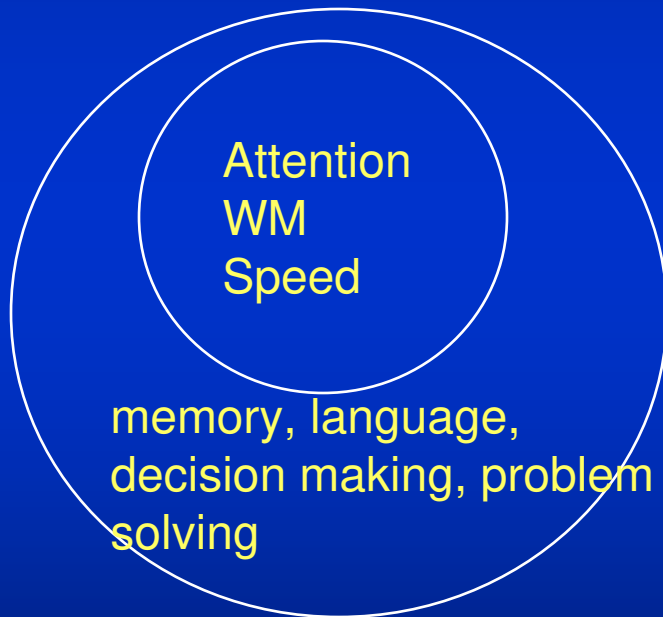 Attention
WM
Speed
memory, language,
decision making, problem
solving